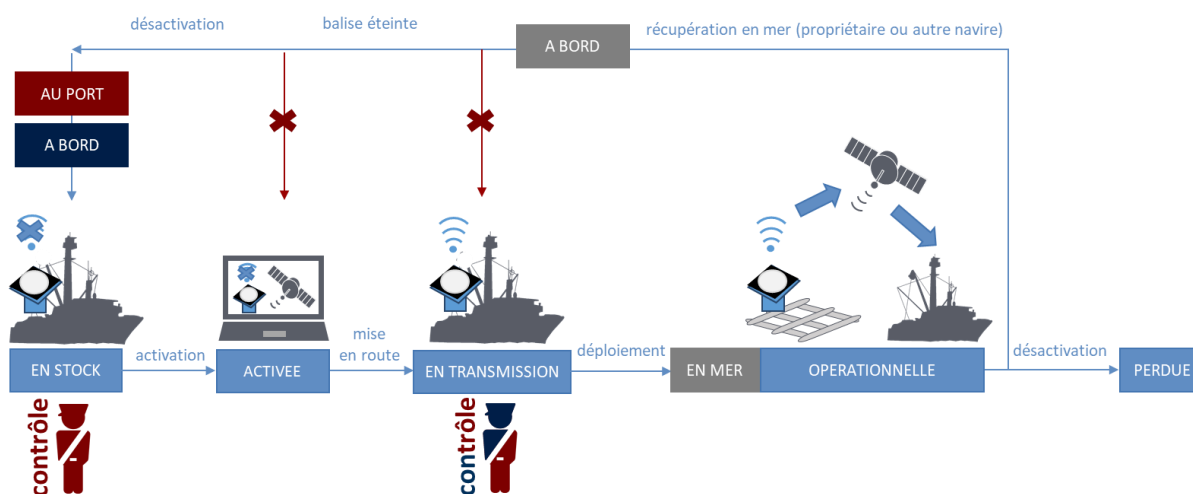 désactivation
balise éteinte
A BORD
récupération en mer (propriétaire ou autre navire)
AU PORT
A BORD
EN STOCK
activation
ACTIVEE
mise
en route
EN TRANSMISSION
déploiement
EN MER
OPERATIONNELLE
désactivation
PERDUE
contrôle
contrôle